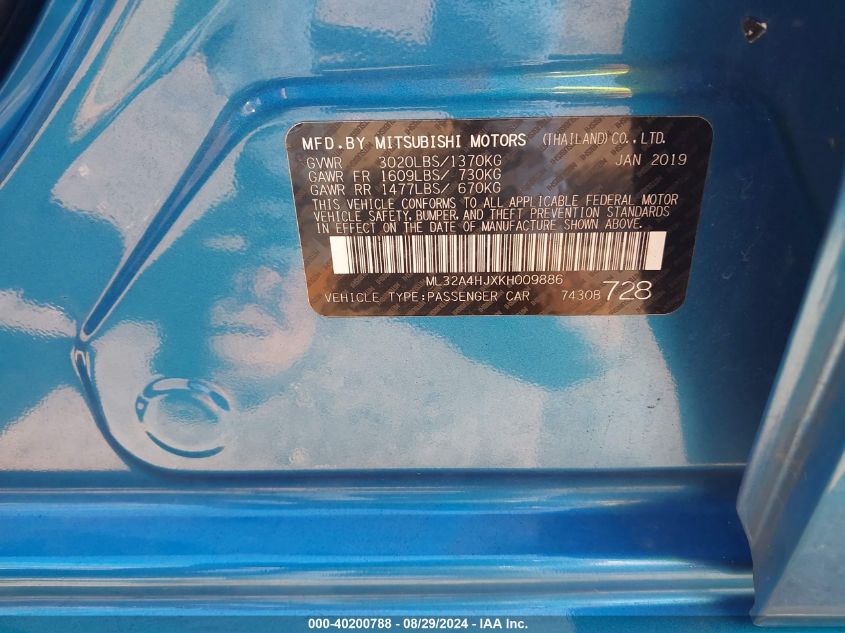 MFD.BY MITSUBISHI MOTORS (THAILAND)CO.,LTD.
GVWR 3020LBS/1370KG JAN 2019
GAWR FR 1609LBS/ 730KG
GAWR RR 1477LBS/ 670KG
THIS VEHICLE CONFORMS TO ALL APPLICABLE FEDERAL MOTOR
VEHICLE SAFETY, BUMPER, AND THEFT PREVENTION STANDARDS
IN EFFECT ON THE DATE OF MANUFACTURE SHOWN ABOVE.
ML32A4HJXKH009886
VEHICLE TYPE:PASSENGER CAR 7430B 728
000-40200788 - 08/29/2024 - IAA Inc.